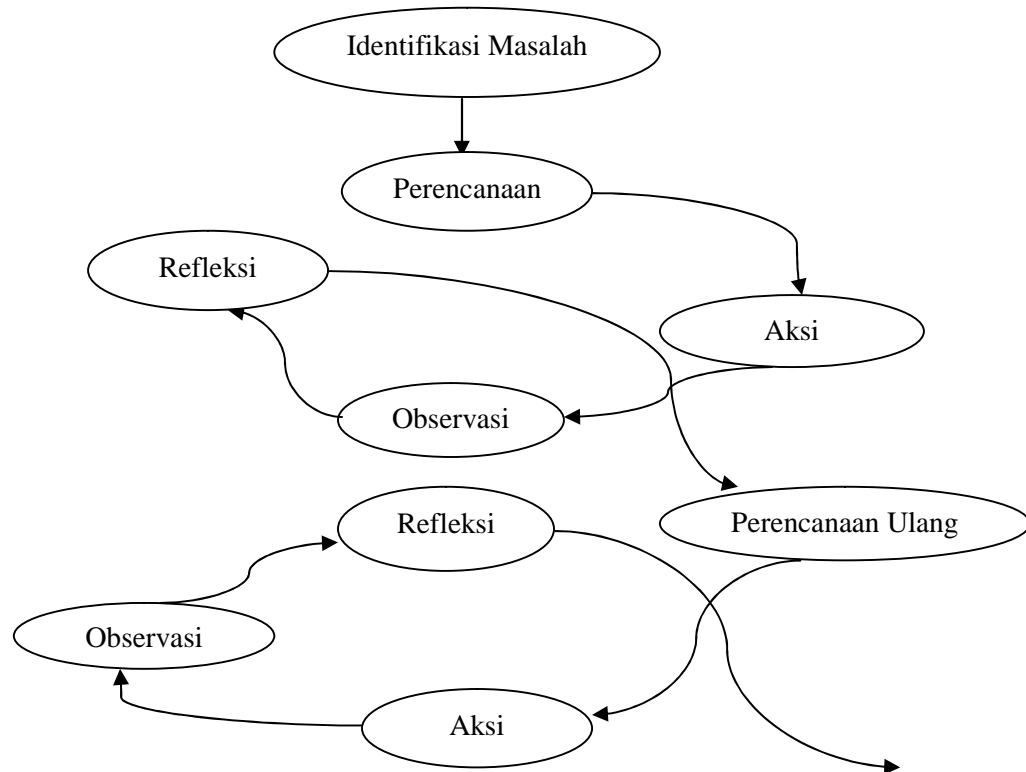 Identifikasi Masalah
Perencanaan
Refleksi
Aksi
Observasi
Refleksi
Perencanaan Ulang
Observasi
Aksi